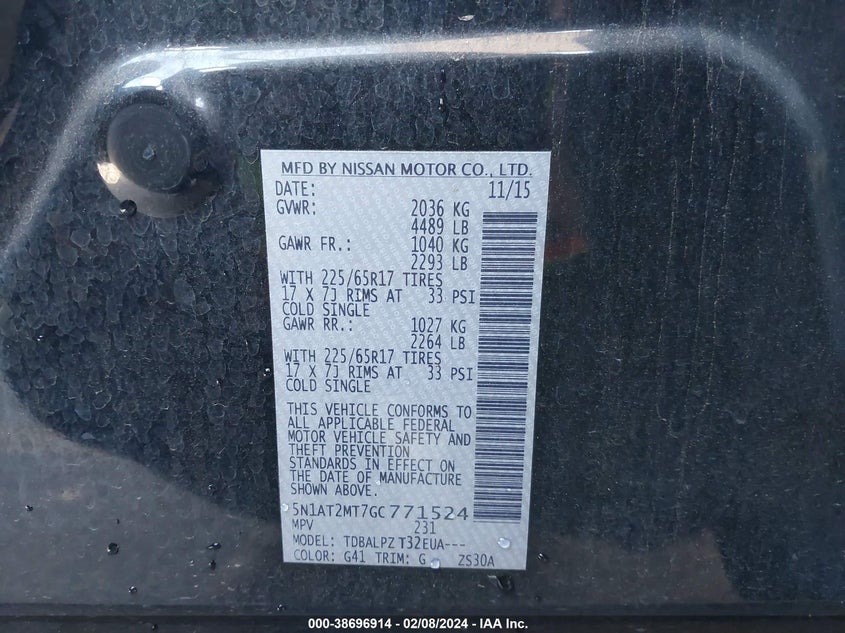 MFD BY NISSAN MOTOR CO., LTD.
DATE: 11/15
GVWR: 2036 KG
4489 LB
GAWR FR.: 1040 KG
2293 LB
WITH 225/65R17 TIRES
17 X 7J RIMS AT 33 PSI
COLD SINGLE
GAWR RR.: 1027 KG
2264 LB
WITH 225/65R17 TIRES
17 X 7J RIMS AT 33 PSI
COLD SINGLE
THIS VEHICLE CONFORMS TO
ALL APPLICABLE FEDERAL
MOTOR VEHICLE SAFETY AND
THEFT PREVENTION
STANDARDS IN EFFECT ON
THE DATE OF MANUFACTURE
SHOWN ABOVE.
5N1AT2MT7GC771524
MPV 231
MODEL: TDBALPZ T32EUA---
COLOR: G41 TRIM: G ZS30A
000-38696914 — 02/08/2024 - IAA Inc.